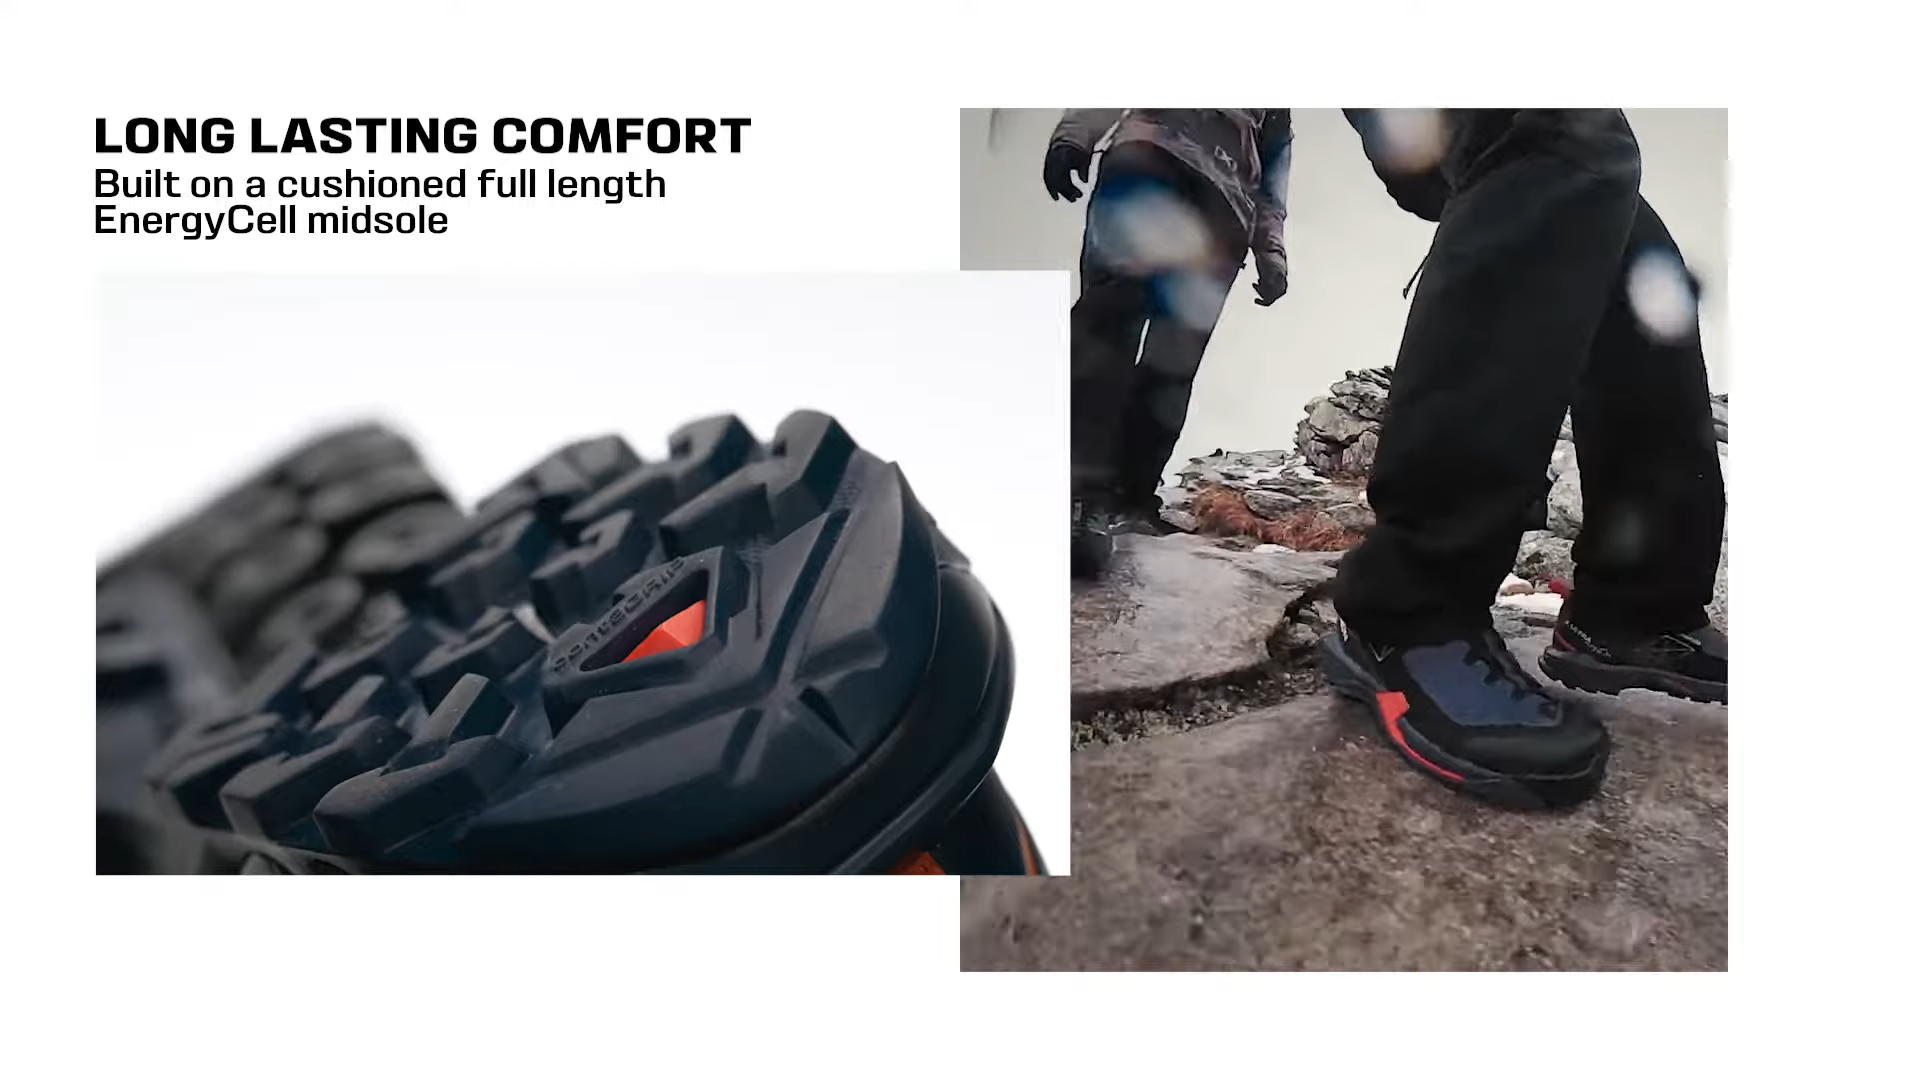 LONG LASTING COMFORT
Built on a cushioned full length
EnergyCell midsole